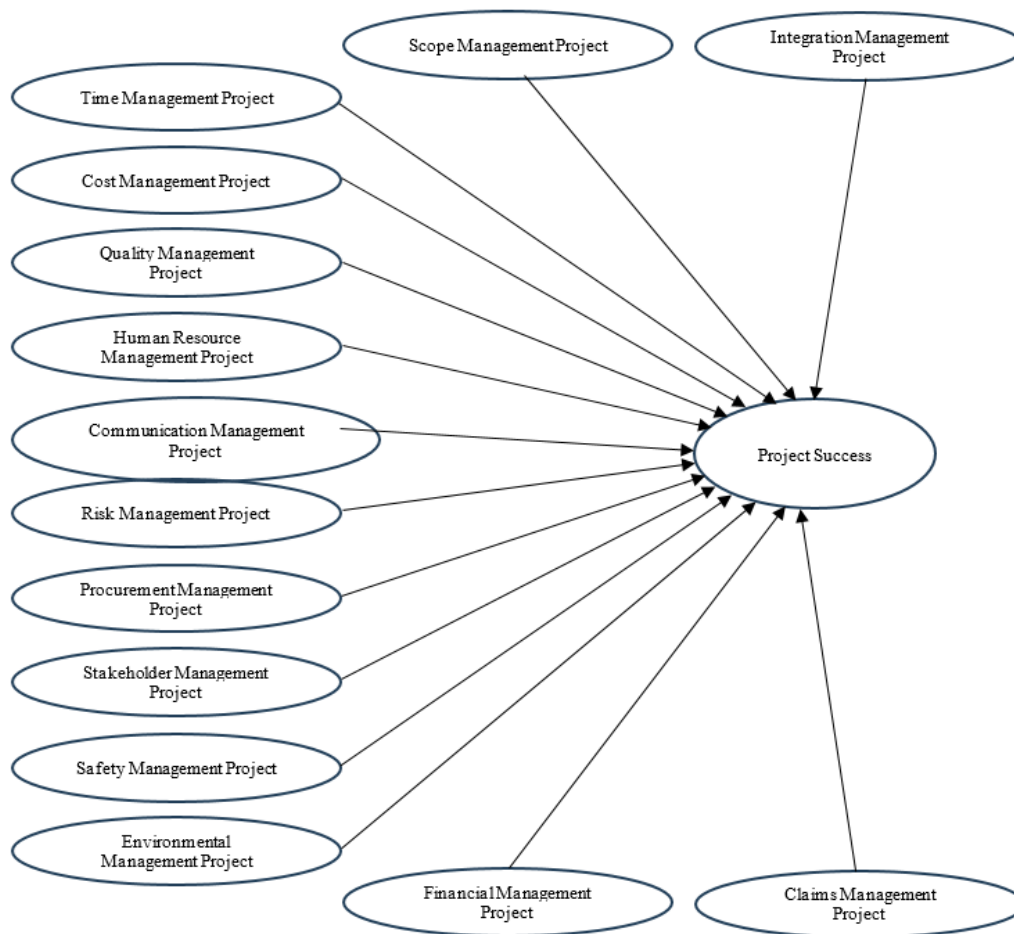 Scope Management Project
Integration Management
Project
Time Management Project
Cost Management Project
Quality Management
Project
Human Resource
Management Project
Communication Management
Project
Risk Management Project
Procurement Management
Project
Stakeholder Management
Project
Safety Management Project
Environmental
Management Project
Financial Management
Project
Claims Management
Project
Project Success